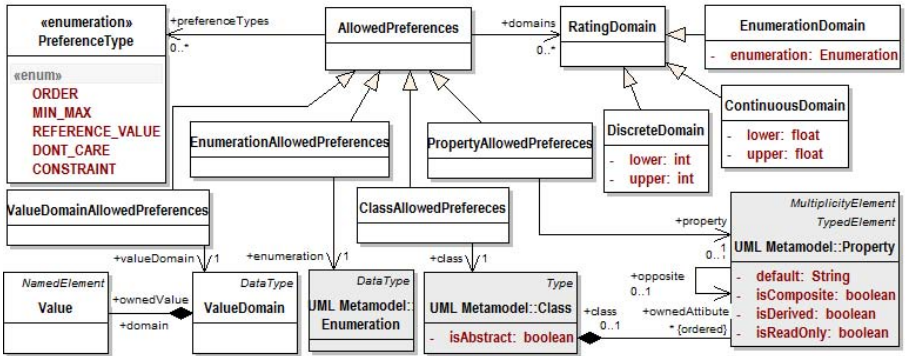 «enumeration»
PreferenceType
«enum»
ORDER
MIN_MAX
REFERENCE_VALUE
DONT_CARE
CONSTRAINT
+preferenceTypes
0..*
AllowedPreferences
+domains
0..*
RatingDomain
EnumerationDomain
- enumeration: Enumeration
ContinuousDomain
- lower: float
- upper: float
DiscreteDomain
- lower: int
- upper: int
EnumerationAllowedPreferences
PropertyAllowedPrefereces
ValueDomainAllowedPreferences
ClassAllowedPrefereces
+valueDomain
1
+enumeration
1
+class
1
+property
1
NamedElement
Value
+ownedValue
+domain
DataType
ValueDomain
DataType
UML Metamodel::
Enumeration
Type
UML Metamodel::Class
- isAbstract: boolean
+class
0..1
+ownedAttibute
* {ordered}
+opposite
0..1
0..1
MultiplicityElement
TypedElement
UML Metamodel::Property
- default: String
- isComposite: boolean
- isDerived: boolean
- isReadOnly: boolean